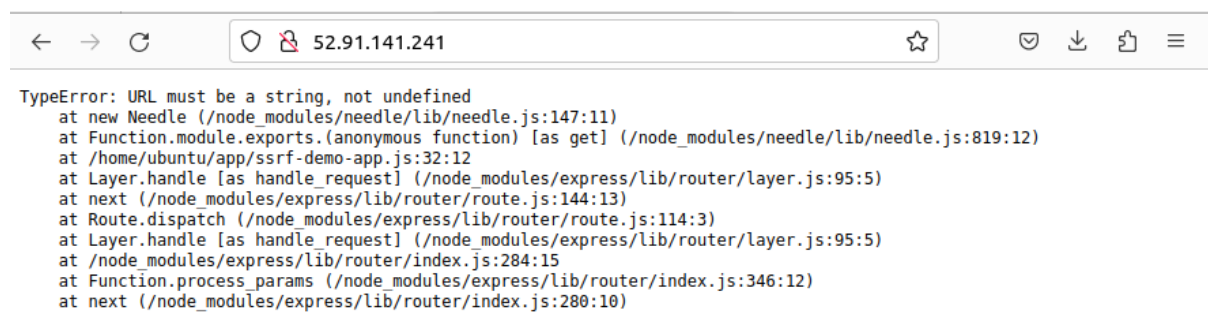 52.91.141.241
TypeError: URL must be a string, not undefined
at new Needle (/node_modules/needle/lib/needle.js:147:11)
at Function.module.exports.(anonymous function) [as get] (/node_modules/needle/lib/needle.js:819:12)
at /home/ubuntu/app/ssrf-demo-app.js:32:12
at Layer.handle [as handle_request] (/node_modules/express/lib/router/layer.js:95:5)
at next (/node_modules/express/lib/router/route.js:144:13)
at Route.dispatch (/node_modules/express/lib/router/route.js:114:3)
at Layer.handle [as handle_request] (/node_modules/express/lib/router/layer.js:95:5)
at /node_modules/express/lib/router/index.js:284:15
at Function.process_params (/node_modules/express/lib/router/index.js:346:12)
at next (/node_modules/express/lib/router/index.js:280:10)